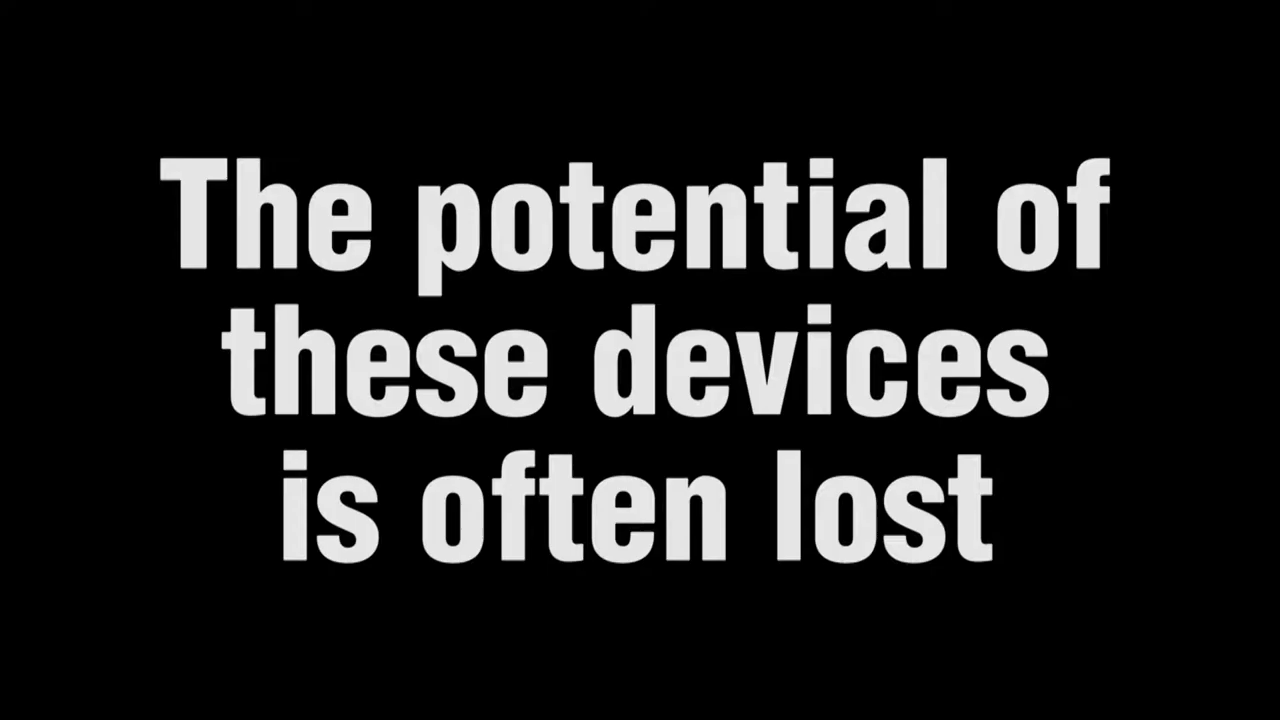 The potential of
these devices
is often lost